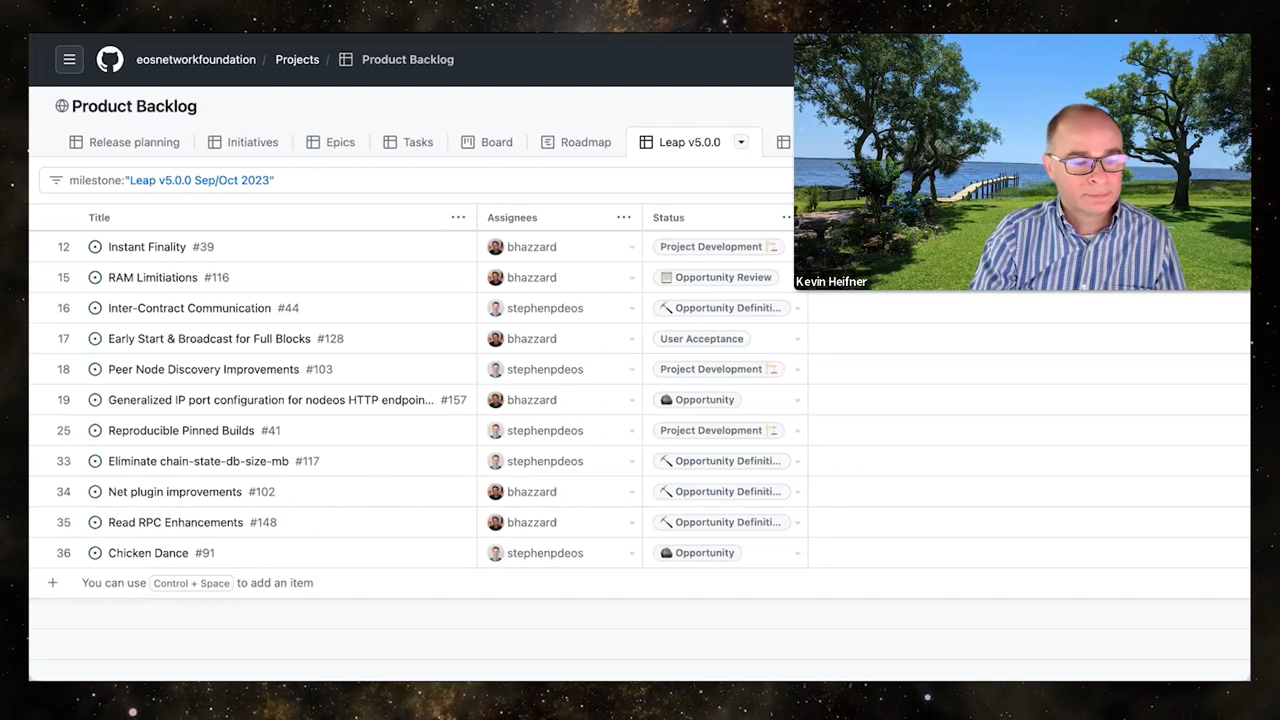 eosnetworkfoundation / Projects / Product Backlog
Product Backlog
Release planning Initiatives Epics Tasks Board Roadmap Leap v5.0.0
milestone:"Leap v5.0.0 Sep/Oct 2023"
Title ... Assignees ... Status ...
12 Instant Finality #39 bhazzard Project Development
15 RAM Limitiations #116 bhazzard Opportunity Review
16 Inter-Contract Communication #44 stephenpdeos Opportunity Definiti...
17 Early Start & Broadcast for Full Blocks #128 bhazzard User Acceptance
18 Peer Node Discovery Improvements #103 stephenpdeos Project Development
19 Generalized IP port configuration for nodeos HTTP endpoin... #157 bhazzard Opportunity
25 Reproducible Pinned Builds #41 stephenpdeos Project Development
33 Eliminate chain-state-db-size-mb #117 stephenpdeos Opportunity Definiti...
34 Net plugin improvements #102 bhazzard Opportunity Definiti...
35 Read RPC Enhancements #148 bhazzard Opportunity Definiti...
36 Chicken Dance #91 stephenpdeos Opportunity
+ You can use Control + Space to add an item
Kevin Heifner